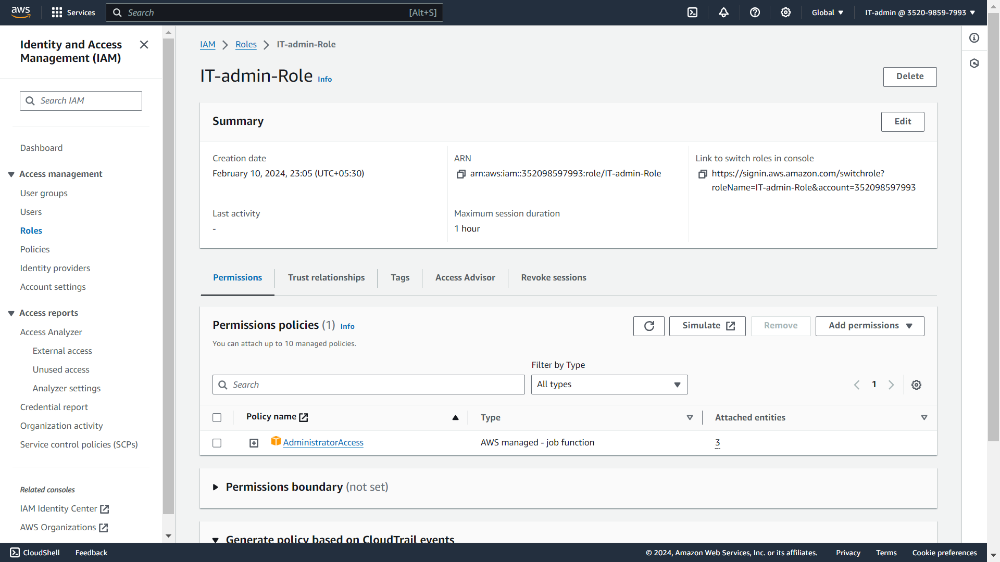 aws
Services
Search
[Alt+S]
Global
IT-admin @ 3520-9859-7993
Identity and Access
Management (IAM)
Search IAM
Dashboard
Access management
User groups
Users
Roles
Policies
Identity providers
Account settings
Access reports
Access Analyzer
External access
Unused access
Analyzer settings
Credential report
Organization activity
Service control policies (SCPs)
Related consoles
IAM Identity Center
AWS Organizations
IAM
Roles
IT-admin-Role
IT-admin-Role Info
Delete
Summary
Edit
Creation date
February 10, 2024, 23:05 (UTC+05:30)
ARN
arn:aws:iam::352098597993:role/IT-admin-Role
Link to switch roles in console
https://signin.aws.amazon.com/switchrole?
roleName=IT-admin-Role&account=352098597993
Last activity
-
Maximum session duration
1 hour
Permissions
Trust relationships
Tags
Access Advisor
Revoke sessions
Permissions policies (1) Info
You can attach up to 10 managed policies.
Simulate
Remove
Add permissions
Filter by Type
Search
All types
1
Policy name
Type
Attached entities
AdministratorAccess
AWS managed - job function
3
Permissions boundary (not set)
Generate policy based on CloudTrail events
CloudShell
Feedback
© 2024, Amazon Web Services, Inc. or its affiliates.
Privacy
Terms
Cookie preferences